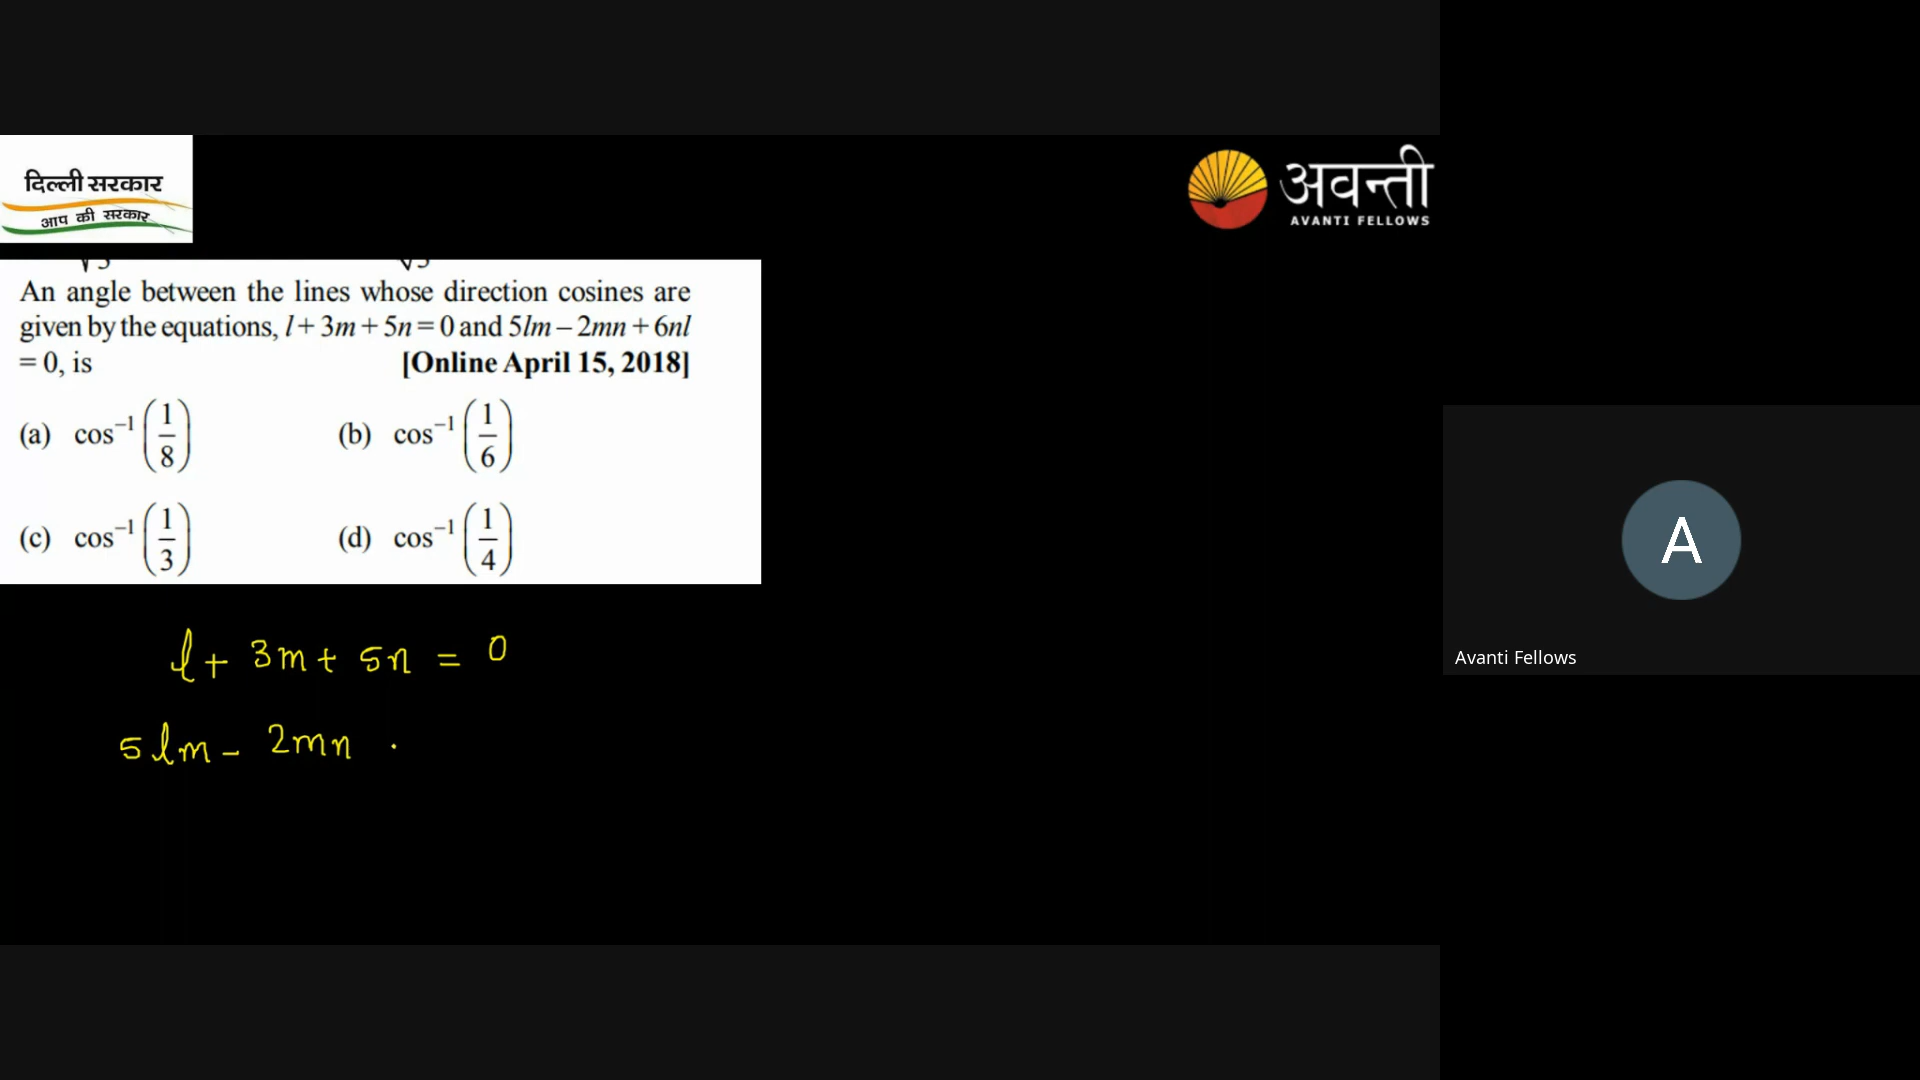 दिल्ली सरकार
आप की सरकार
अवन्ती
AVANTI FELLOWS
An angle between the lines whose direction cosines are
given by the equations, l + 3m + 5n = 0 and 5lm – 2mn + 6nl
= 0, is [Online April 15, 2018]
(a) cos⁻¹(1/8) (b) cos⁻¹(1/6)
(c) cos⁻¹(1/3) (d) cos⁻¹(1/4)
l + 3m + 5n = 0
5lm - 2mn
A
Avanti Fellows